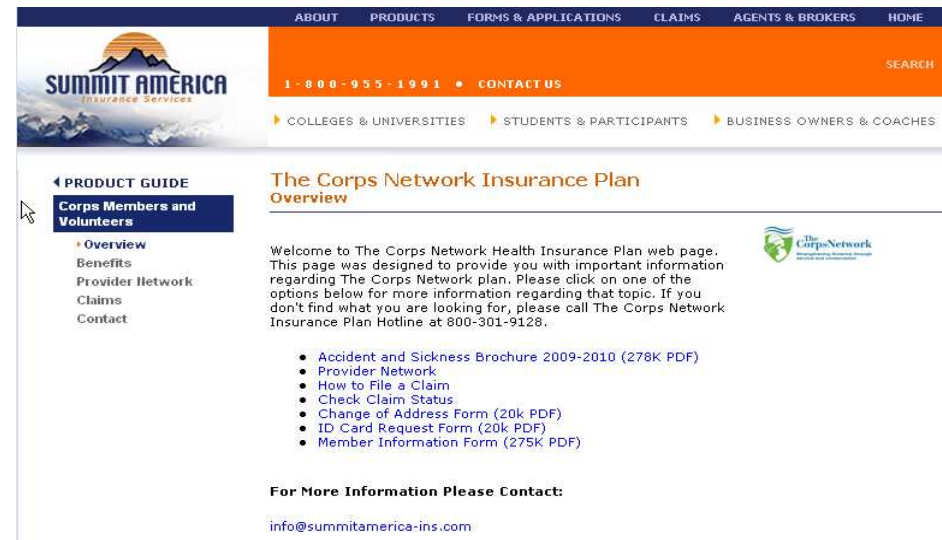 ABOUT PRODUCTS FORMS & APPLICATIONS CLAIMS AGENTS & BROKERS HOME
SUMMIT AMERICA
Insurance Services
SEARCH
1-800-955-1991 • CONTACT US
COLLEGES & UNIVERSITIES STUDENTS & PARTICIPANTS BUSINESS OWNERS & COACHES
PRODUCT GUIDE
Corps Members and
Volunteers
Overview
Benefits
Provider Network
Claims
Contact
The Corps Network Insurance Plan
Overview
The
CorpsNetwork
Strengthening America through
service and conservation
Welcome to The Corps Network Health Insurance Plan web page.
This page was designed to provide you with important information
regarding The Corps Network plan. Please click on one of the
options below for more information regarding that topic. If you
don't find what you are looking for, please call The Corps Network
Insurance Plan Hotline at 800-301-9128.
• Accident and Sickness Brochure 2009-2010 (278K PDF)
• Provider Network
• How to File a Claim
• Check Claim Status
• Change of Address Form (20k PDF)
• ID Card Request Form (20k PDF)
• Member Information Form (275K PDF)
For More Information Please Contact:
info@summitamerica-ins.com